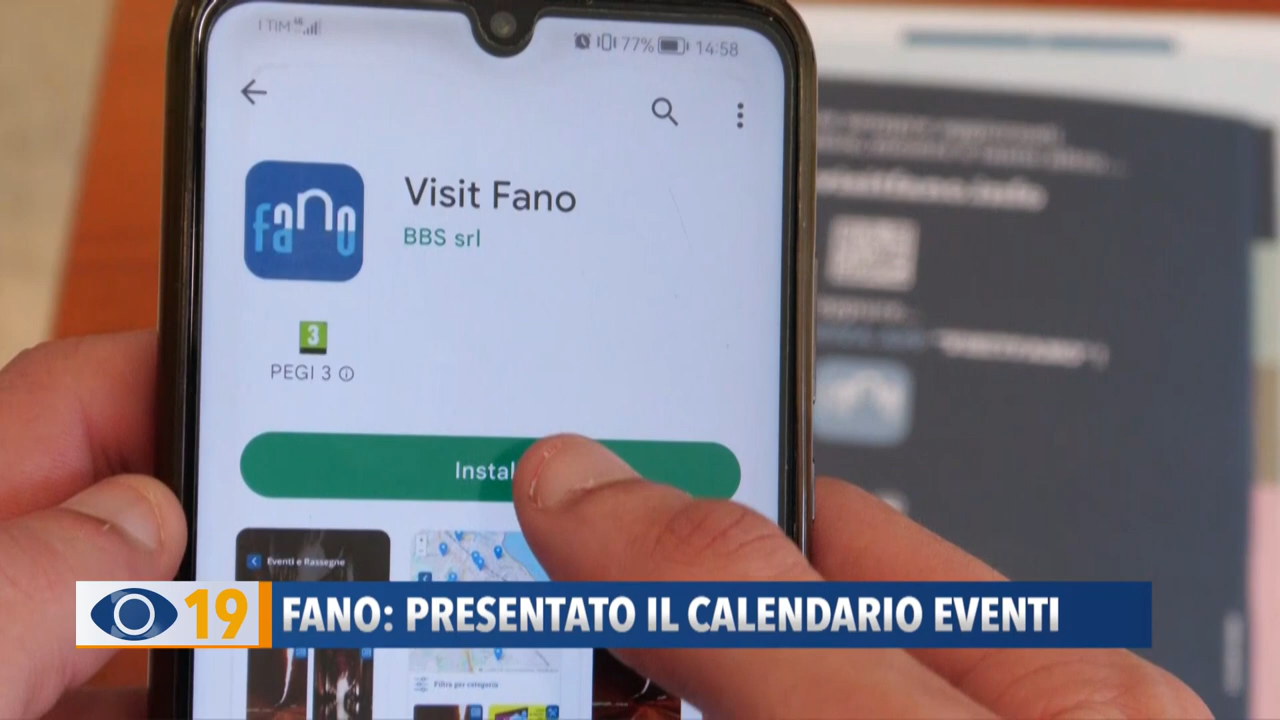 TIM 77% 14:58
fano
Visit Fano
BBS srl
3
PEGI 3
Instal
Eventi e Rassegne
19 FANO: PRESENTATO IL CALENDARIO EVENTI
Filtra per categoria